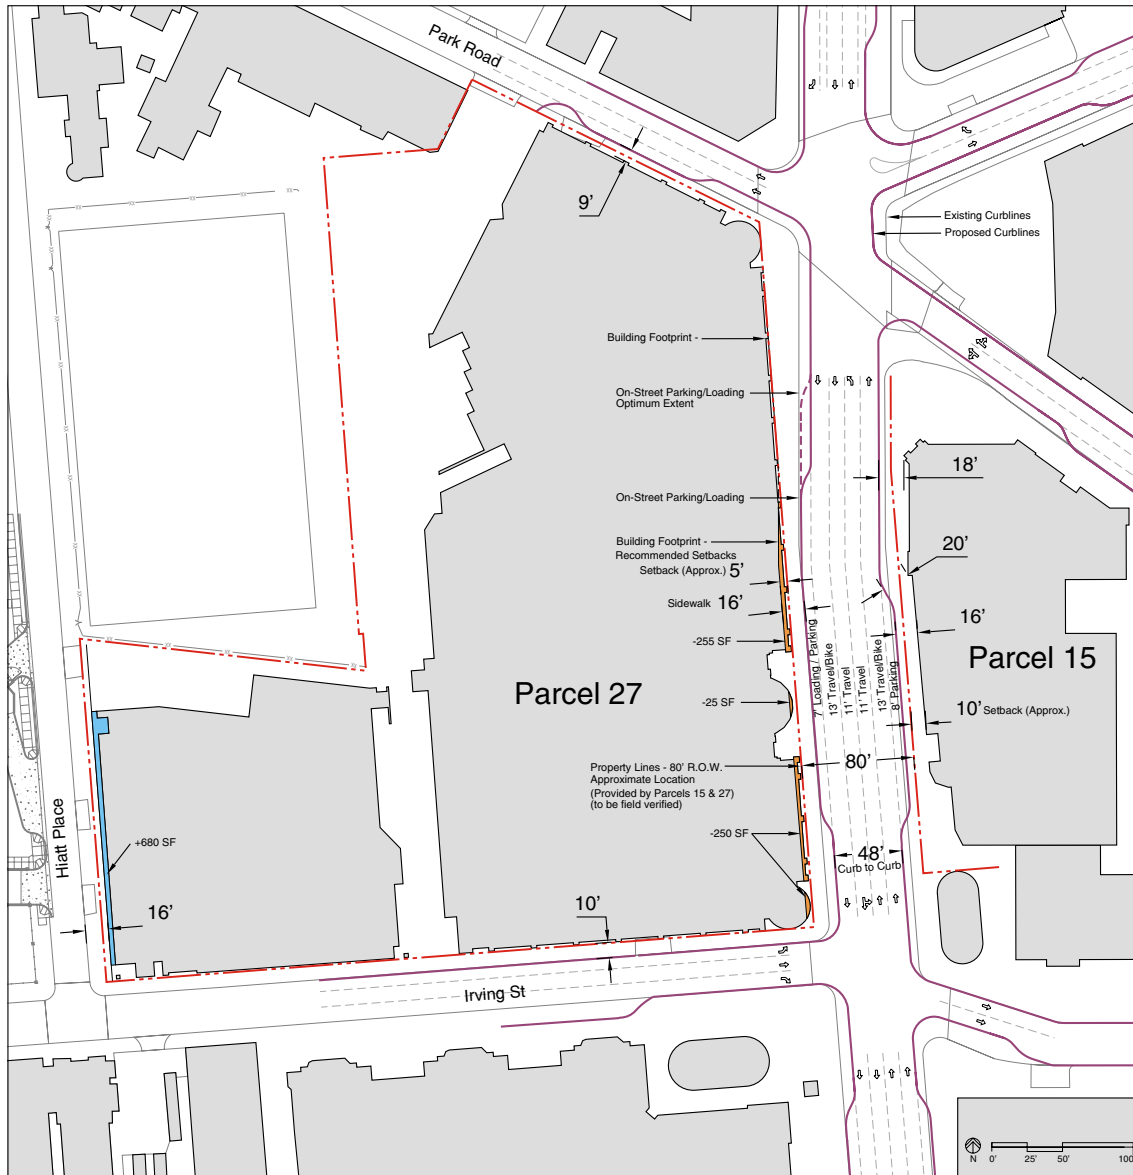 Park Road
9’
Existing Curblines
Proposed Curblines
Building Footprint -
On-Street Parking/Loading
Optimum Extent
18’
On-Street Parking/Loading
Building Footprint -
Recommended Setbacks
Setback (Approx.) 5’
20’
Sidewalk 16’
16’
-255 SF
Parcel 15
Parcel 27
-25 SF
7' Loading / Parking
13' Travel/Bike
11' Travel
11' Travel
13' Travel/Bike
8' Parking
10’ Setback (Approx.)
Property Lines - 80’ R.O.W.
Approximate Location
(Provided by Parcels 15 & 27)
(to be field verified)
80’
Hiatt Place
+680 SF
-250 SF
48’
Curb to Curb
16’
10’
Irving St
N
0’
25’
50’
100